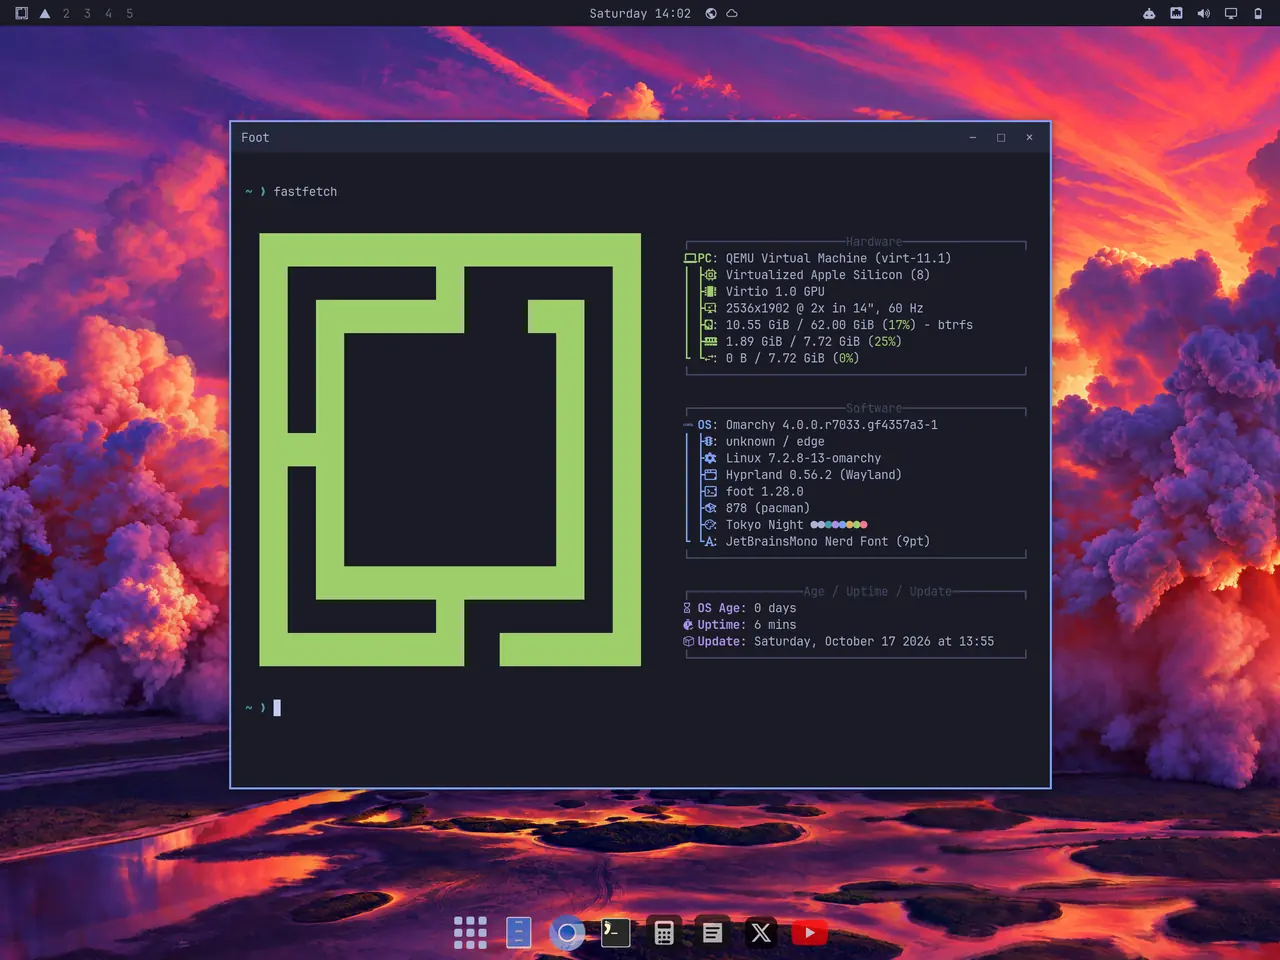 2 3 4 5
Saturday 14:02
Foot
~ ❯ fastfetch
Hardware
PC: QEMU Virtual Machine (virt-11.1)
Virtualized Apple Silicon (8)
Virtio 1.0 GPU
2536x1902 @ 2x in 14", 60 Hz
10.55 GiB / 62.00 GiB (17%) - btrfs
1.89 GiB / 7.72 GiB (25%)
0 B / 7.72 GiB (0%)
Software
OS: Omarchy 4.0.0.r7033.gf4357a3-1
unknown / edge
Linux 7.2.8-13-omarchy
Hyprland 0.56.2 (Wayland)
foot 1.28.0
878 (pacman)
Tokyo Night
JetBrainsMono Nerd Font (9pt)
Age / Uptime / Update
OS Age: 0 days
Uptime: 6 mins
Update: Saturday, October 17 2026 at 13:55
~ ❯